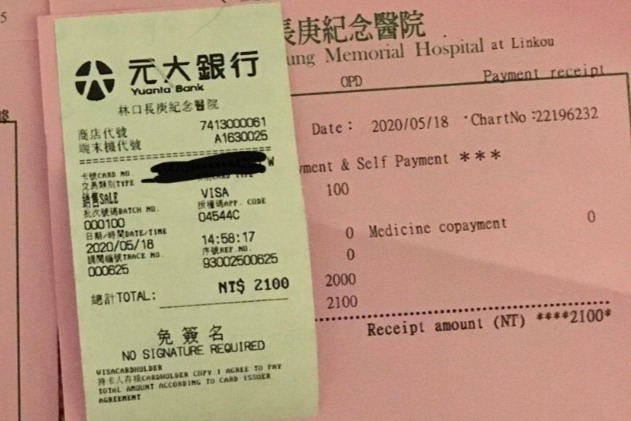 元大銀行
Yuanta Bank
林口長庚紀念醫院
商店代號 7413000061
端末機代號 A1630025
卡號CARD NO. W
交易類別TYPE
銷售SALE VISA
批次號碼BATCH NO. 授權碼APP. CODE
000100 04544C
日期/時間DATE/TIME
2020/05/18 14:58:17
調閱編號TRACE NO. 序號REF NO.
000625 93002500625
總計TOTAL: NT$ 2100
免簽名
NO SIGNATURE REQUIRED
VISACARDHOLDER
持卡人存根CARDHOLDER COPY I AGREE TO PAY
TOTAL AMOUNT ACCORDING TO CARD ISSUER
AGREEMENT
長庚紀念醫院
ung Memorial Hospital at Linkou
OPD Payment receipt
Date: 2020/05/18 ChartNo:22196232
yment & Self Payment ***
100
0 Medicine copayment 0
0
2000
2100
Receipt amount (NT) ****2100*